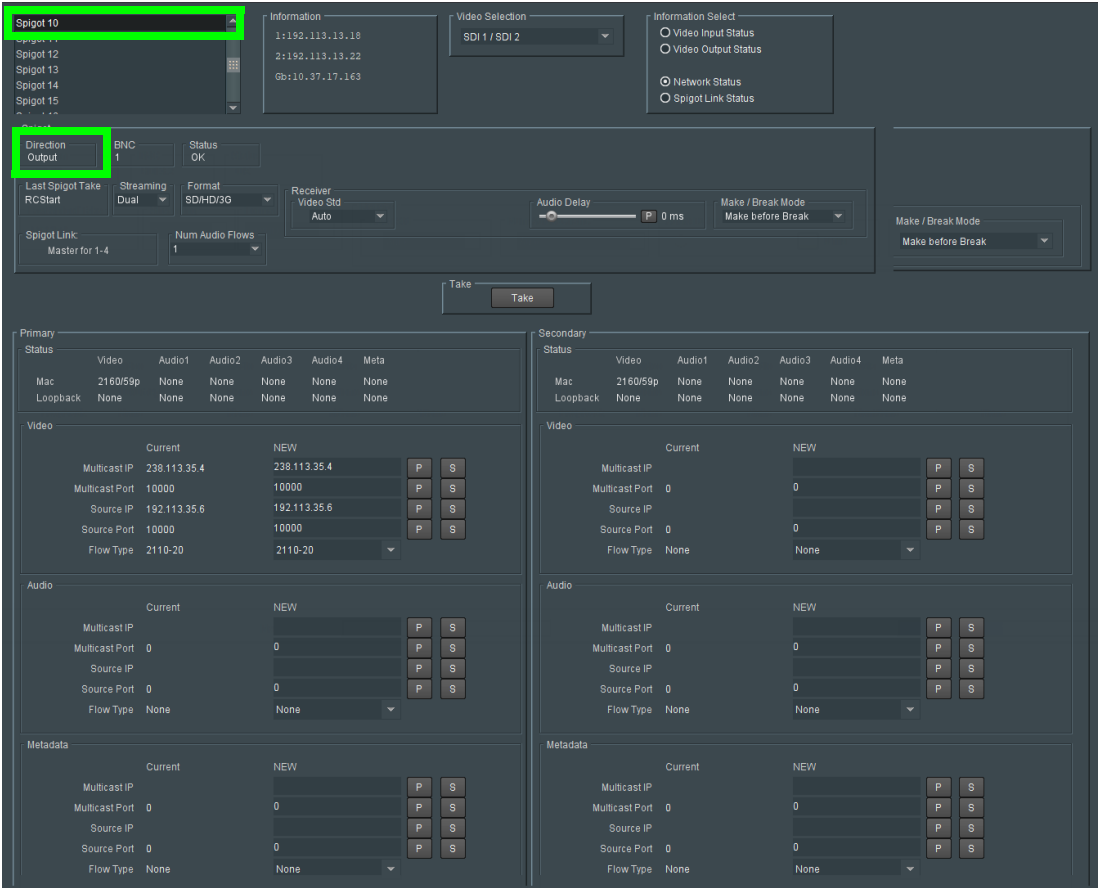 Spigot 10
Spigot 12
Spigot 13
Spigot 14
Spigot 15
Information
1:192.113.13.18
2:192.113.13.22
Gb:10.37.17.163
Video Selection
SDI 1 / SDI 2
Information Select
Video Input Status
Video Output Status
Network Status
Spigot Link Status
Direction
Output
BNC
1
Status
OK
Last Spigot Take
RCStart
Streaming
Dual
Format
SD/HD/3G
Receiver
Video Std
Auto
Audio Delay
P 0 ms
Make / Break Mode
Make before Break
Spigot Link:
Master for 1-4
Num Audio Flows
1
Make / Break Mode
Make before Break
Take
Take
Primary
Status
Video Audio1 Audio2 Audio3 Audio4 Meta
Mac 2160/59p None None None None None
Loopback None None None None None None
Video
Current NEW
Multicast IP 238.113.35.4 238.113.35.4 P S
Multicast Port 10000 10000 P S
Source IP 192.113.35.6 192.113.35.6 P S
Source Port 10000 10000 P S
Flow Type 2110-20 2110-20
Audio
Current NEW
Multicast IP P S
Multicast Port 0 0 P S
Source IP P S
Source Port 0 0 P S
Flow Type None None
Metadata
Current NEW
Multicast IP P S
Multicast Port 0 0 P S
Source IP P S
Source Port 0 0 P S
Flow Type None None
Secondary
Status
Video Audio1 Audio2 Audio3 Audio4 Meta
Mac 2160/59p None None None None None
Loopback None None None None None None
Video
Current NEW
Multicast IP P S
Multicast Port 0 0 P S
Source IP P S
Source Port 0 0 P S
Flow Type None None
Audio
Current NEW
Multicast IP P S
Multicast Port 0 0 P S
Source IP P S
Source Port 0 0 P S
Flow Type None None
Metadata
Current NEW
Multicast IP P S
Multicast Port 0 0 P S
Source IP P S
Source Port 0 0 P S
Flow Type None None